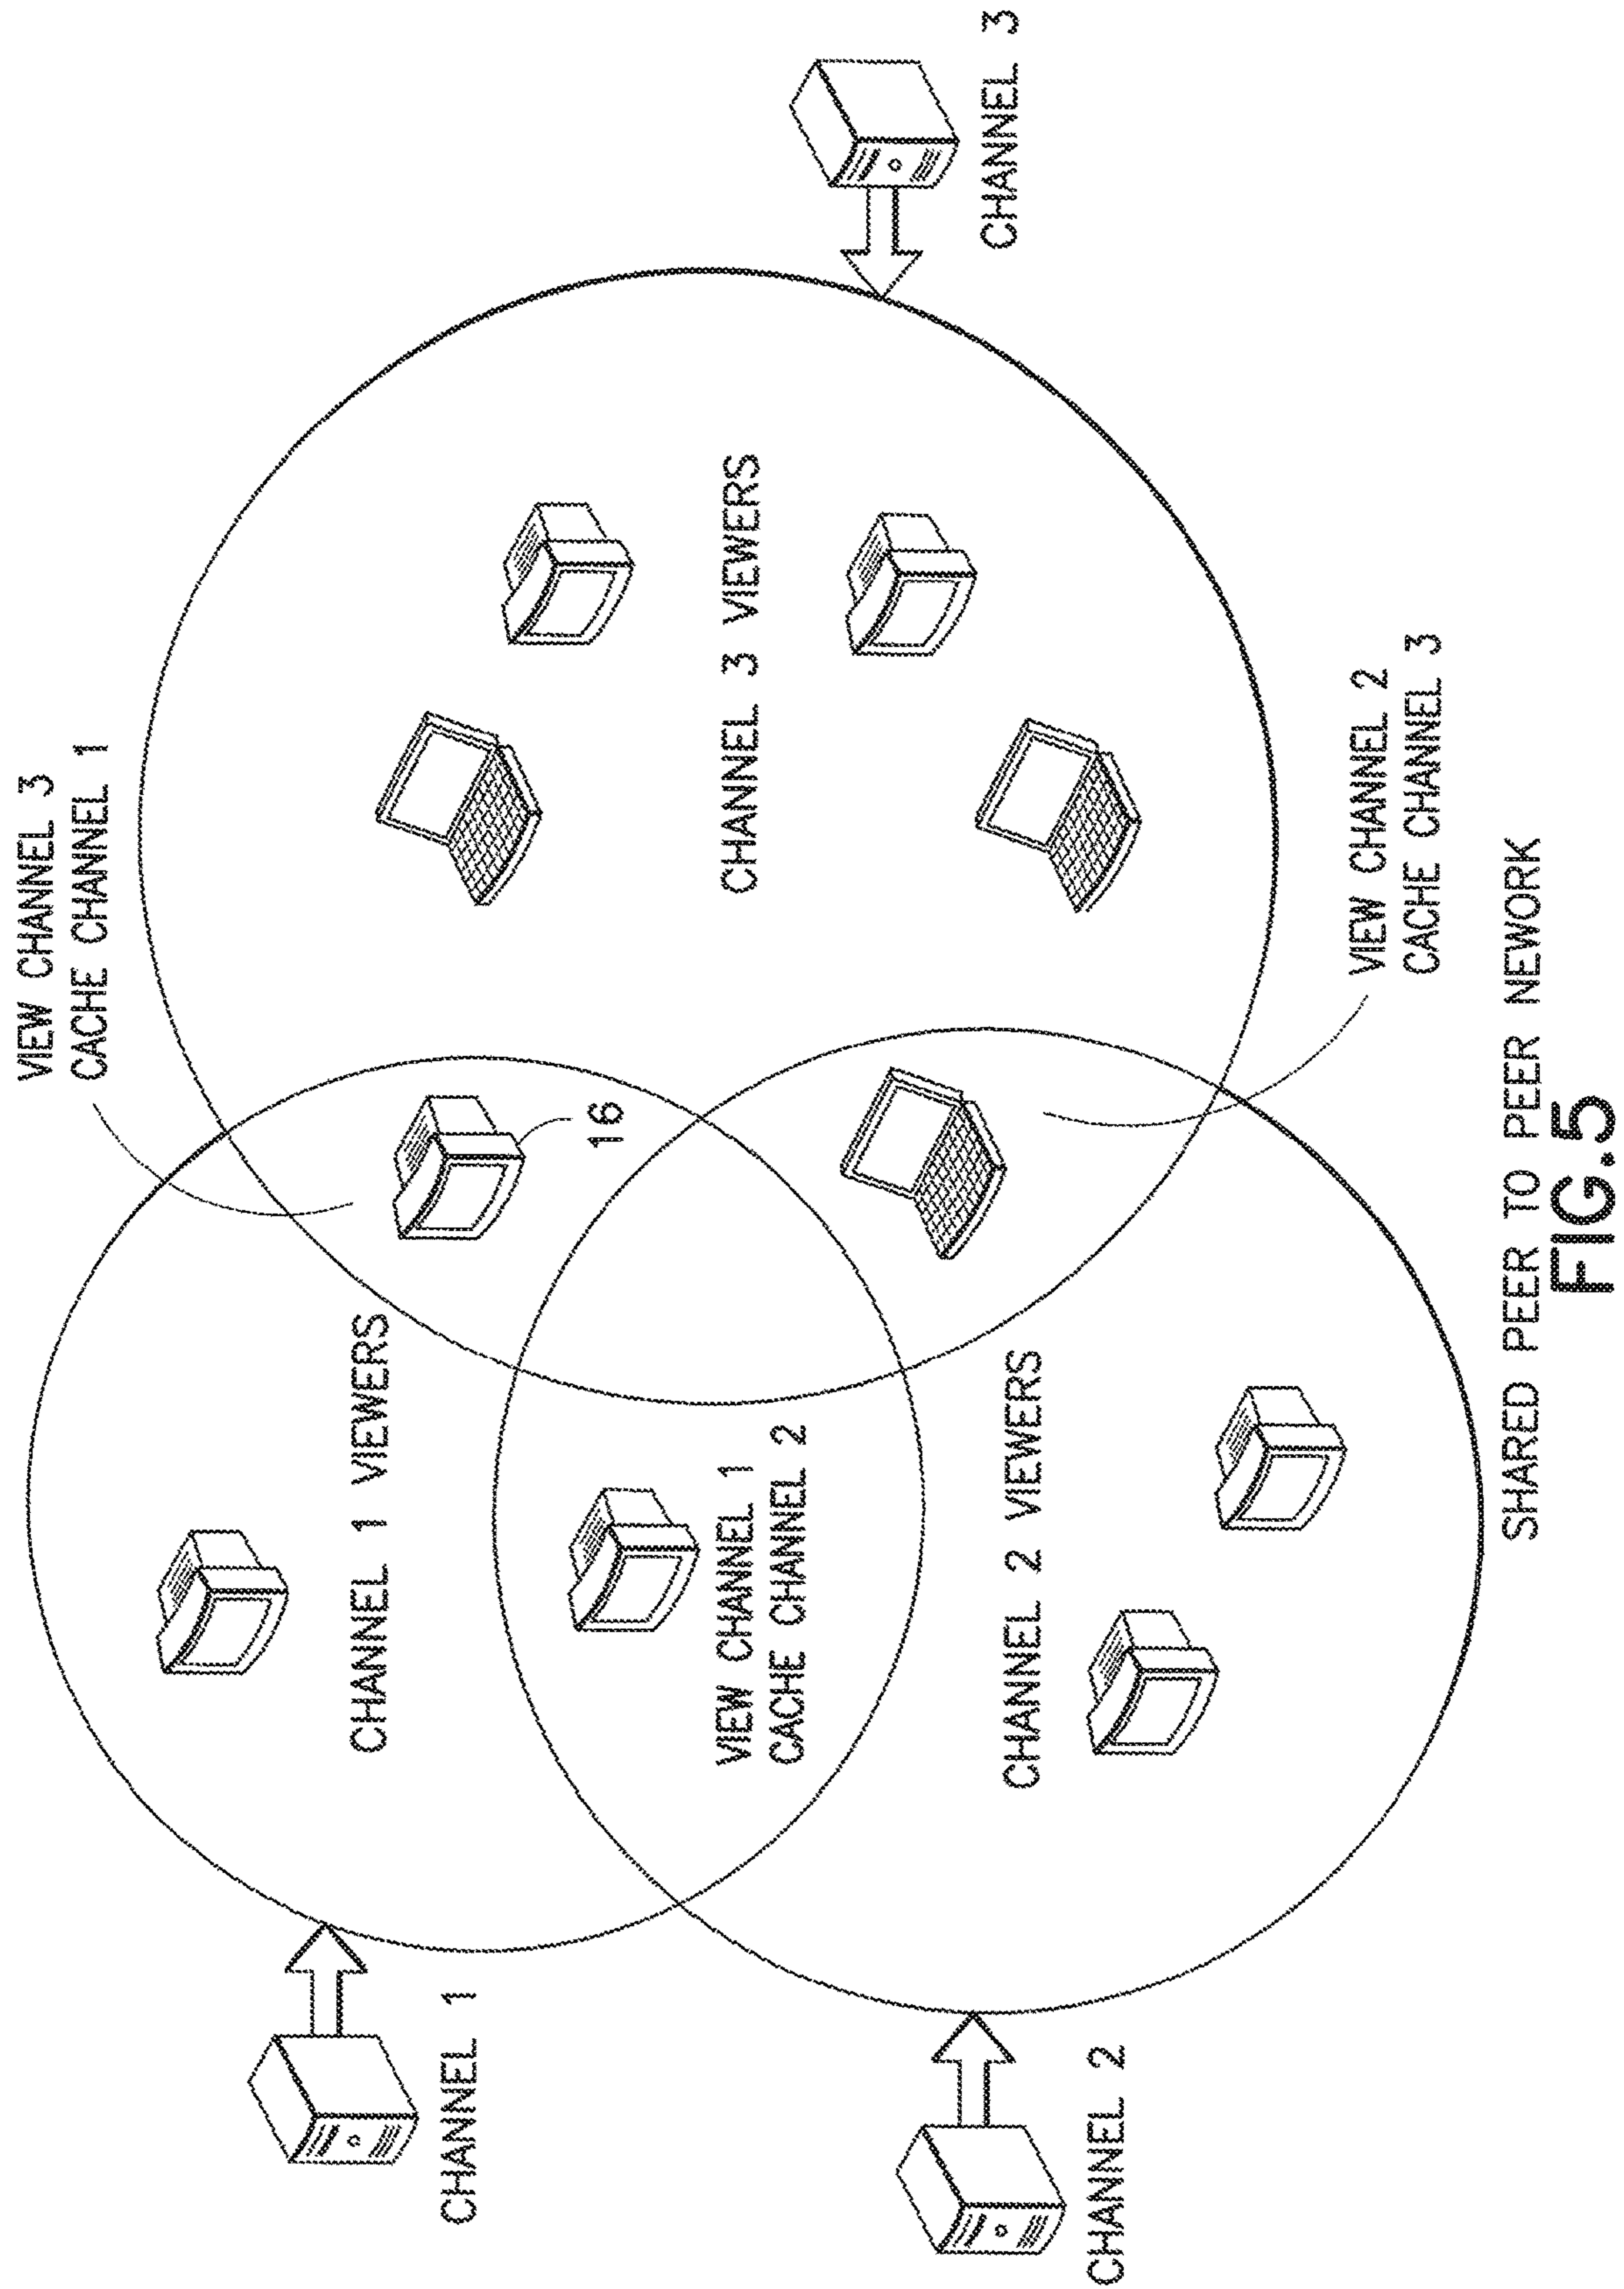 VIEW CHANNEL 3
CACHE CHANNEL 1
CHANNEL 1
CHANNEL 1 VIEWERS
16
VIEW CHANNEL 1
CACHE CHANNEL 2
CHANNEL 3 VIEWERS
CHANNEL 3
CHANNEL 2 VIEWERS
CHANNEL 2
VIEW CHANNEL 2
CACHE CHANNEL 3
SHARED PEER TO PEER NEWORK
FIG.5